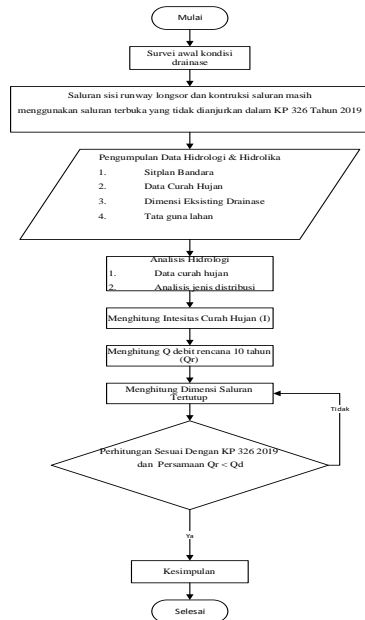 Mulai
Survei awal kondisi
drainase
Saluran sisi runway longsor dan kontruksi saluran masih
menggunakan saluran terbuka yang tidak dianjurkan dalam KP 326 Tahun 2019
Pengumpulan Data Hidrologi & Hidrolika
1. Sitplan Bandara
2. Data Curah Hujan
3. Dimensi Eksisting Drainase
4. Tata guna lahan
Analisis Hidrologi
1. Data curah hujan
2. Analisis jenis distribusi
Menghitung Intesitas Curah Hujan (I)
Menghitung Q debit rencana 10 tahun
(Qr)
Menghitung Dimensi Saluran
Tertutup
Tidak
Perhitungan Sesuai Dengan KP 326 2019
dan Persamaan Qr < Qd
Ya
Kesimpulan
Selesai